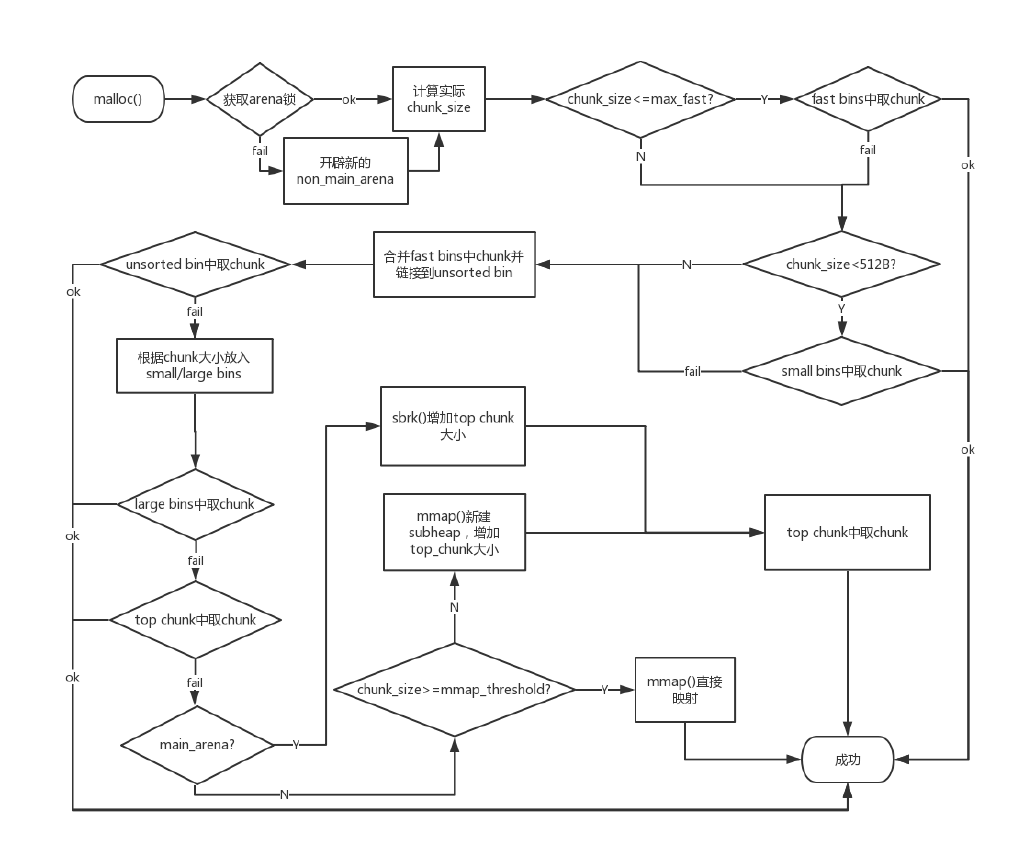 malloc()
获取arena锁
ok
计算实际
chunk_size
chunk_size<=max_fast?
Y
fast bins中取chunk
fail
开辟新的
non_main_arena
N
fail
ok
unsorted bin中取chunk
合并fast bins中chunk并
链接到unsorted bin
N
chunk_size<512B?
ok
fail
Y
根据chunk大小放入
small/large bins
fail
small bins中取chunk
sbrk()增加top chunk
大小
ok
large bins中取chunk
mmap()新建
subheap，增加
top_chunk大小
top chunk中取chunk
ok
fail
top chunk中取chunk
N
ok
fail
chunk_size>=mmap_threshold?
Y
mmap()直接
映射
main_arena?
Y
成功
N